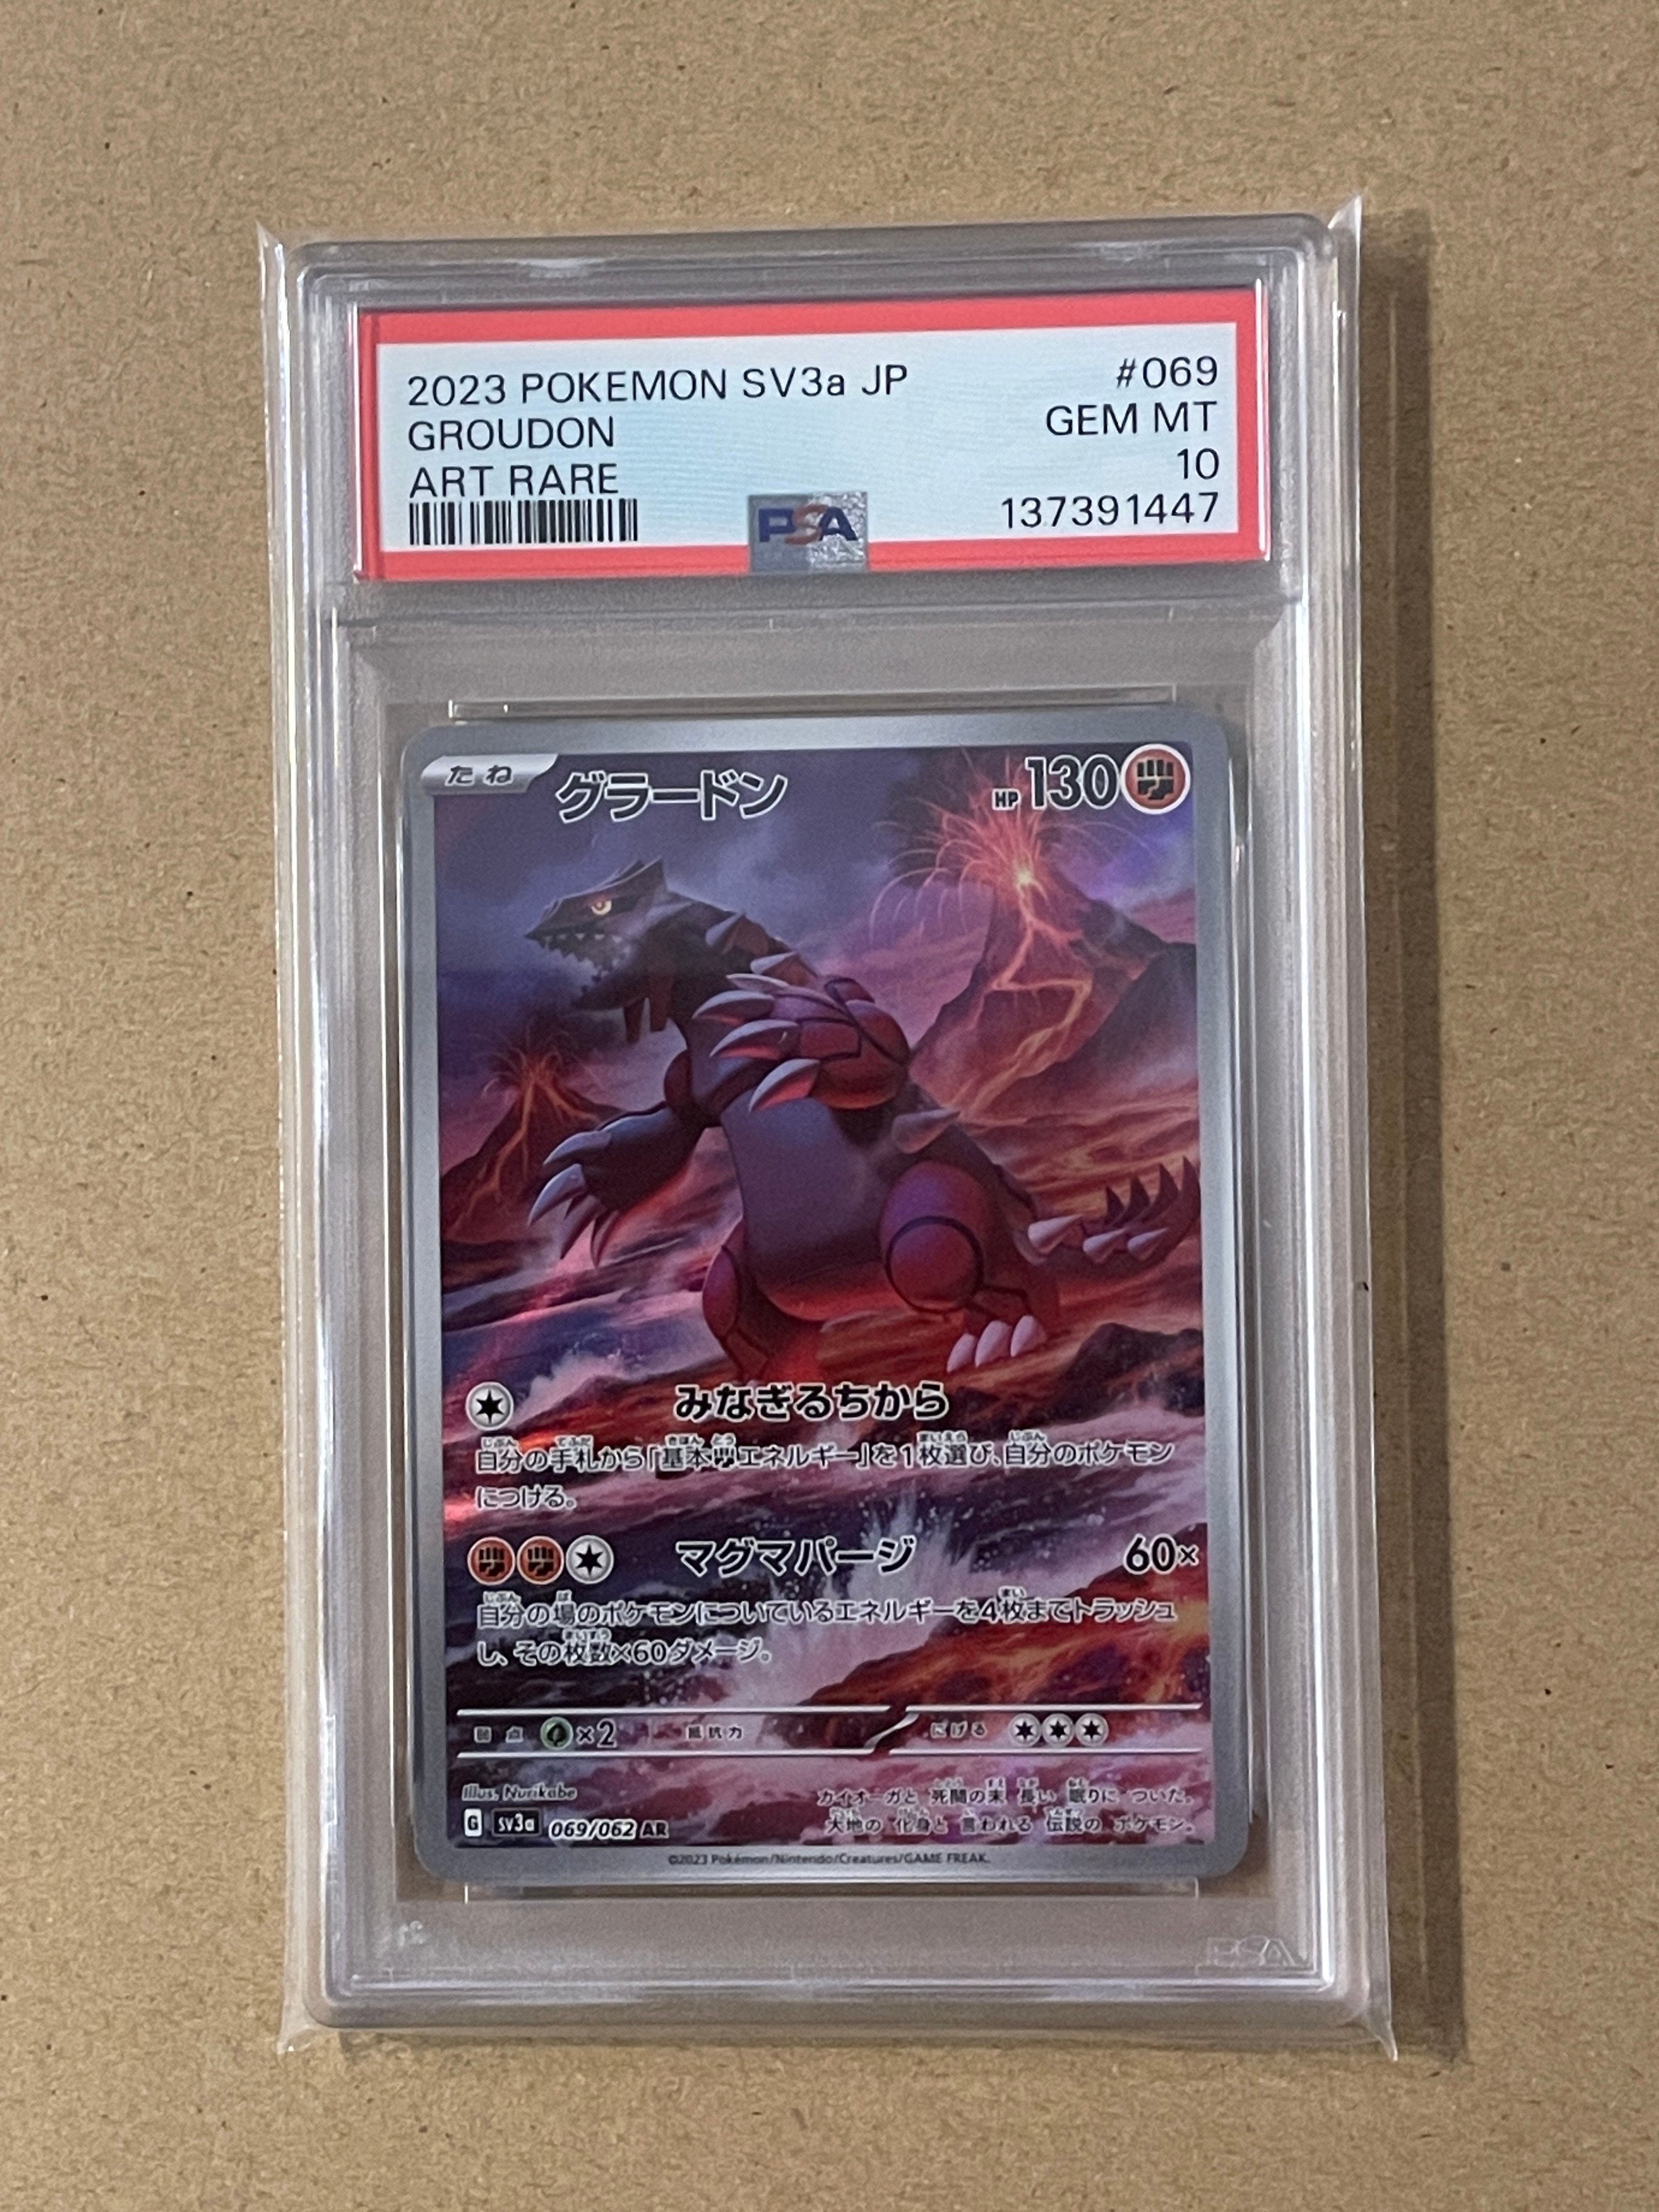 2023 POKEMON SV3a JP #069
GROUDON GEM MT
ART RARE 10
137391447
PSA
たね グラードン HP 130
みなぎるちから
自分の手札から「基本エネルギー」を1枚選び、自分のポケモン
につける。
マグマパージ 60×
自分の場のポケモンについているエネルギーを4枚までトラッシュ
し、その枚数×60ダメージ。
弱点 ×2 抵抗力 にげる
Illus. Nurikabe
カイオーガと 死闘の末 長い 眠りに ついた。
大地の 化身と 言われる 伝説の ポケモン。
G SV3a 069/062 AR
©2023 Pokémon/Nintendo/Creatures/GAME FREAK.
PSA